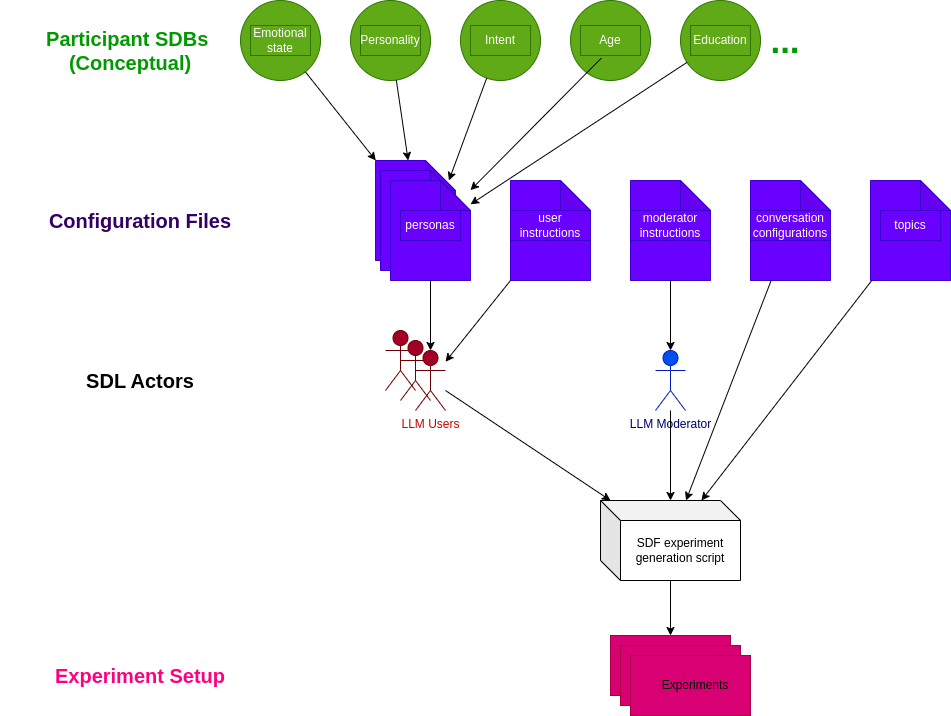 Participant SDBs
(Conceptual)
Emotional
state
Personality
Intent
Age
Education
...
Configuration Files
personas
user
instructions
moderator
instructions
conversation
configurations
topics
SDL Actors
LLM Users
LLM Moderator
SDF experiment
generation script
Experiment Setup
Experiments